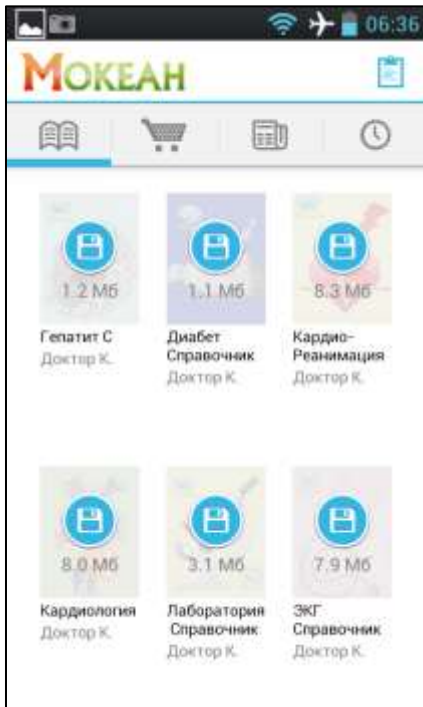 06:36
МОКЕАН
1.2 Мб
1.1 Мб
8.3 Мб
Гепатит С
Диабет
Кардио-
Справочник
Реанимация
Доктор К.
Доктор К.
Доктор К.
8.0 Мб
3.1 Мб
7.9 Мб
Кардиология
Лаборатория
ЭКГ
Доктор К.
Справочник
Справочник
Доктор К.
Доктор К.